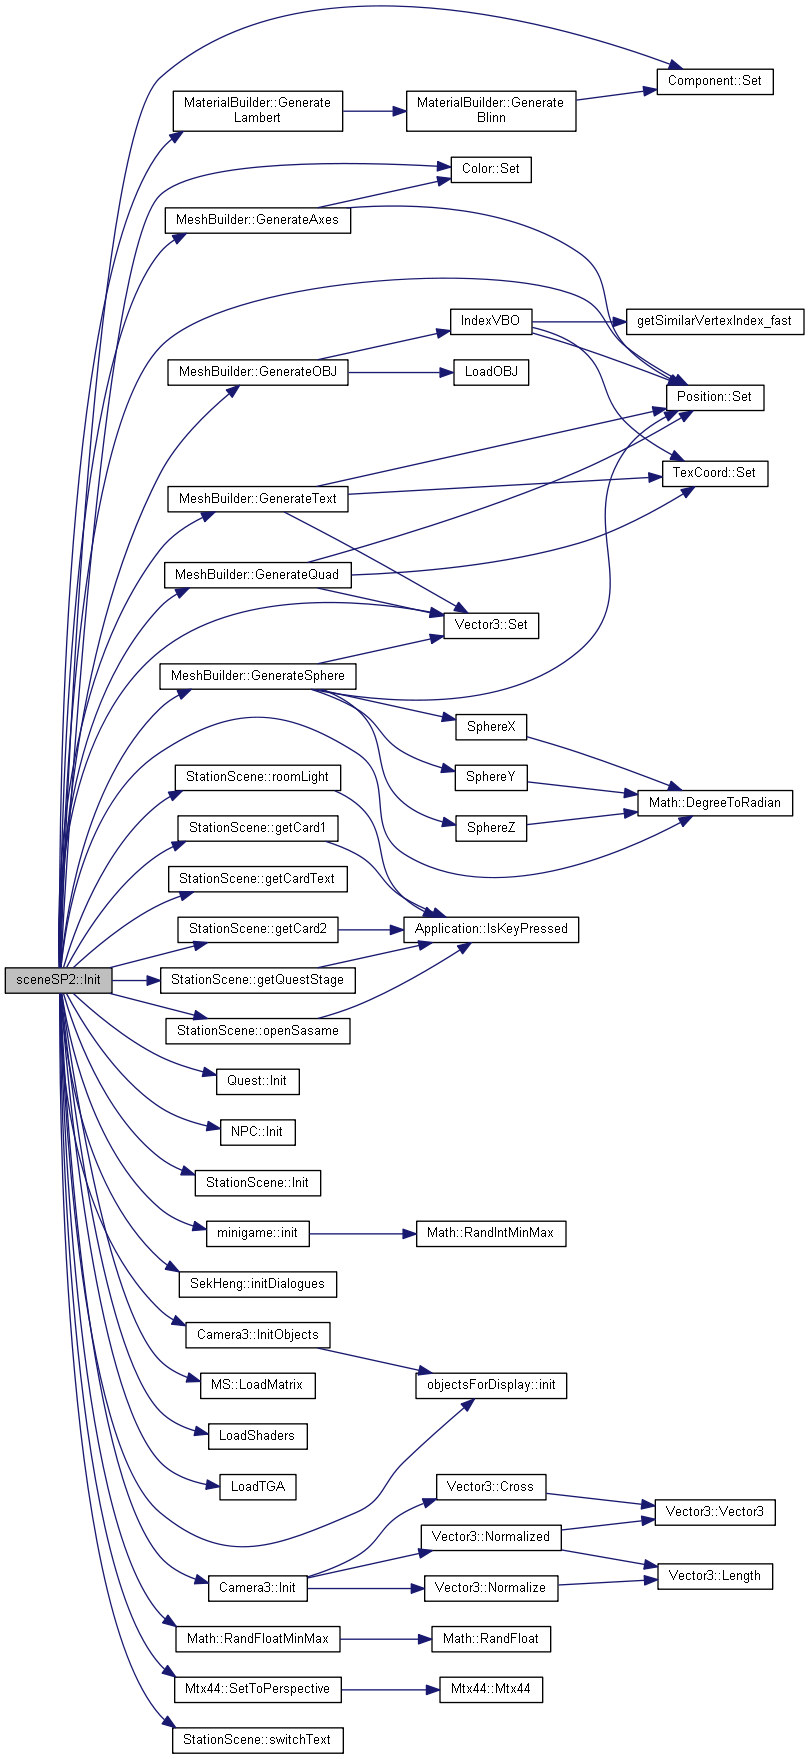 Component::Set
MaterialBuilder::Generate
Lambert
MaterialBuilder::Generate
Blinn
Color::Set
MeshBuilder::GenerateAxes
IndexVBO
getSimilarVertexIndex_fast
MeshBuilder::GenerateOBJ
LoadOBJ
Position::Set
TexCoord::Set
MeshBuilder::GenerateText
MeshBuilder::GenerateQuad
Vector3::Set
MeshBuilder::GenerateSphere
SphereX
StationScene::roomLight
SphereY
Math::DegreeToRadian
StationScene::getCard1
SphereZ
StationScene::getCardText
StationScene::getCard2
Application::IsKeyPressed
sceneSP2::Init
StationScene::getQuestStage
StationScene::openSasame
Quest::Init
NPC::Init
StationScene::Init
minigame::init
Math::RandIntMinMax
SekHeng::initDialogues
Camera3::InitObjects
MS::LoadMatrix
objectsForDisplay::init
LoadShaders
LoadTGA
Vector3::Cross
Vector3::Vector3
Vector3::Normalized
Vector3::Length
Camera3::Init
Vector3::Normalize
Math::RandFloatMinMax
Math::RandFloat
Mtx44::SetToPerspective
Mtx44::Mtx44
StationScene::switchText